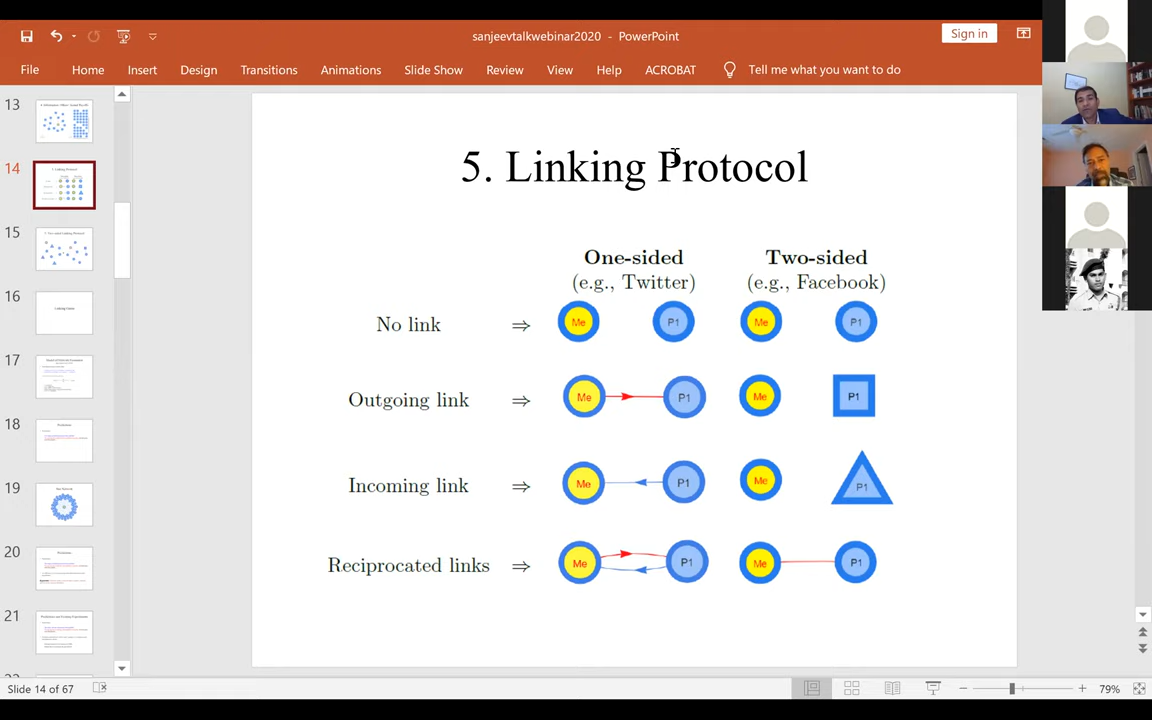 sanjeevtalkwebinar2020 - PowerPoint
Sign in
File Home Insert Design Transitions Animations Slide Show Review View Help ACROBAT Tell me what you want to do
13
14
15
16
17
18
19
20
21
5. Linking Protocol
One-sided Two-sided
(e.g., Twitter) (e.g., Facebook)
No link ⇒ Me P1 Me P1
Outgoing link ⇒ Me P1 Me P1
Incoming link ⇒ Me P1 Me P1
Reciprocated links ⇒ Me P1 Me P1
Slide 14 of 67
79%